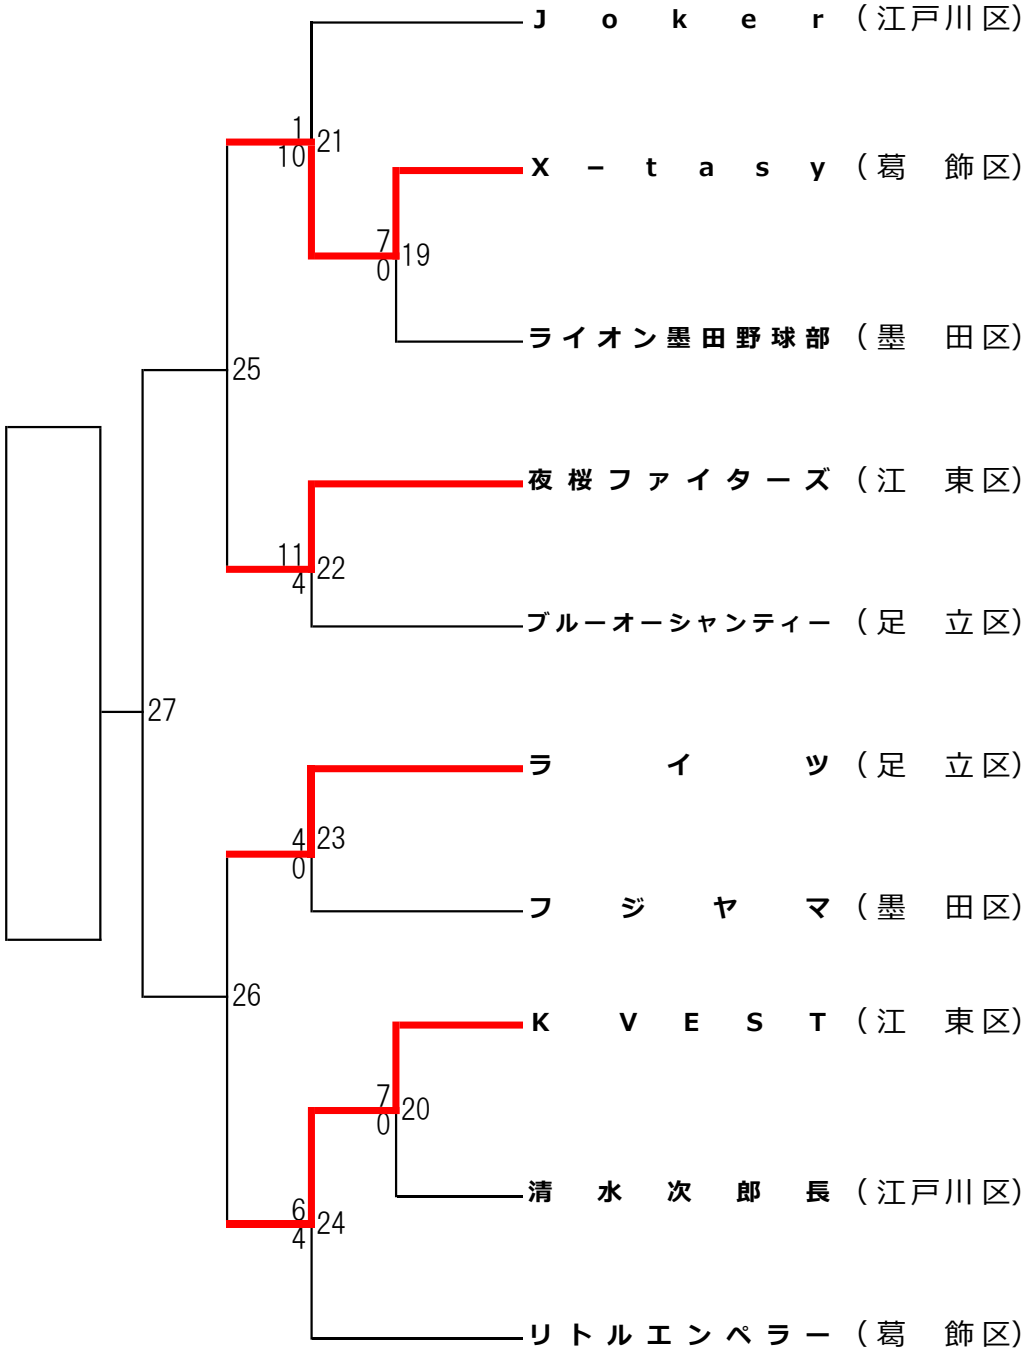 Joker (江戸川区)
1
10
21
X－tasy (葛飾区)
7
0
19
ライオン墨田野球部 (墨田区)
25
夜桜ファイターズ (江東区)
11
4
22
ブルーオーシャンティー (足立区)
27
ライツ (足立区)
4
0
23
フジヤマ (墨田区)
26
K VEST (江東区)
7
0
20
清水次郎長 (江戸川区)
6
4
24
リトルエンペラー (葛飾区)